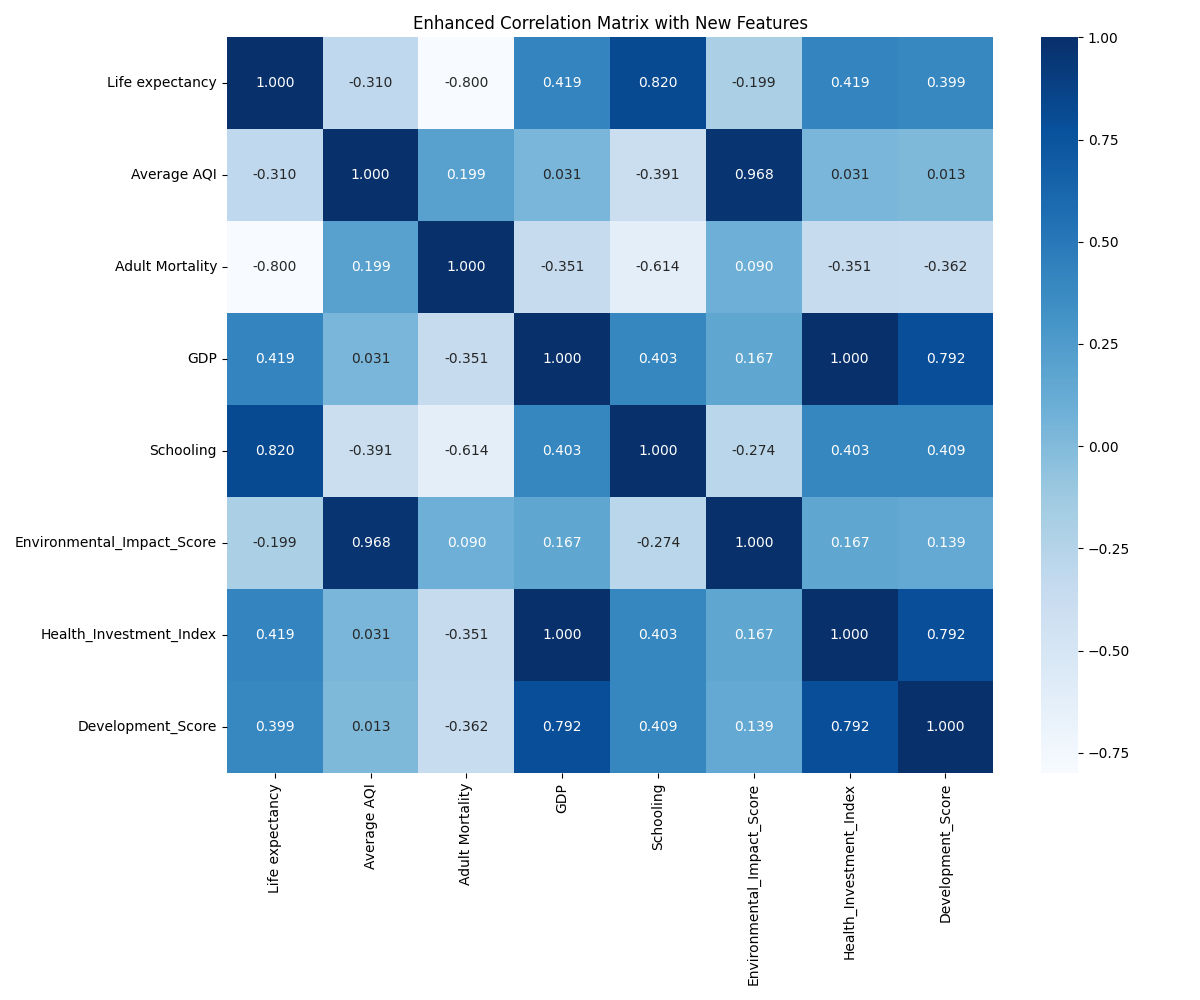 Enhanced Correlation Matrix with New Features
Life expectancy 1.000 -0.310 -0.800 0.419 0.820 -0.199 0.419 0.399
Average AQI -0.310 1.000 0.199 0.031 -0.391 0.968 0.031 0.013
Adult Mortality -0.800 0.199 1.000 -0.351 -0.614 0.090 -0.351 -0.362
GDP 0.419 0.031 -0.351 1.000 0.403 0.167 1.000 0.792
Schooling 0.820 -0.391 -0.614 0.403 1.000 -0.274 0.403 0.409
Environmental_Impact_Score -0.199 0.968 0.090 0.167 -0.274 1.000 0.167 0.139
Health_Investment_Index 0.419 0.031 -0.351 1.000 0.403 0.167 1.000 0.792
Development_Score 0.399 0.013 -0.362 0.792 0.409 0.139 0.792 1.000
Life expectancy
Average AQI
Adult Mortality
GDP
Schooling
Environmental_Impact_Score
Health_Investment_Index
Development_Score
1.00
0.75
0.50
0.25
0.00
−0.25
−0.50
−0.75